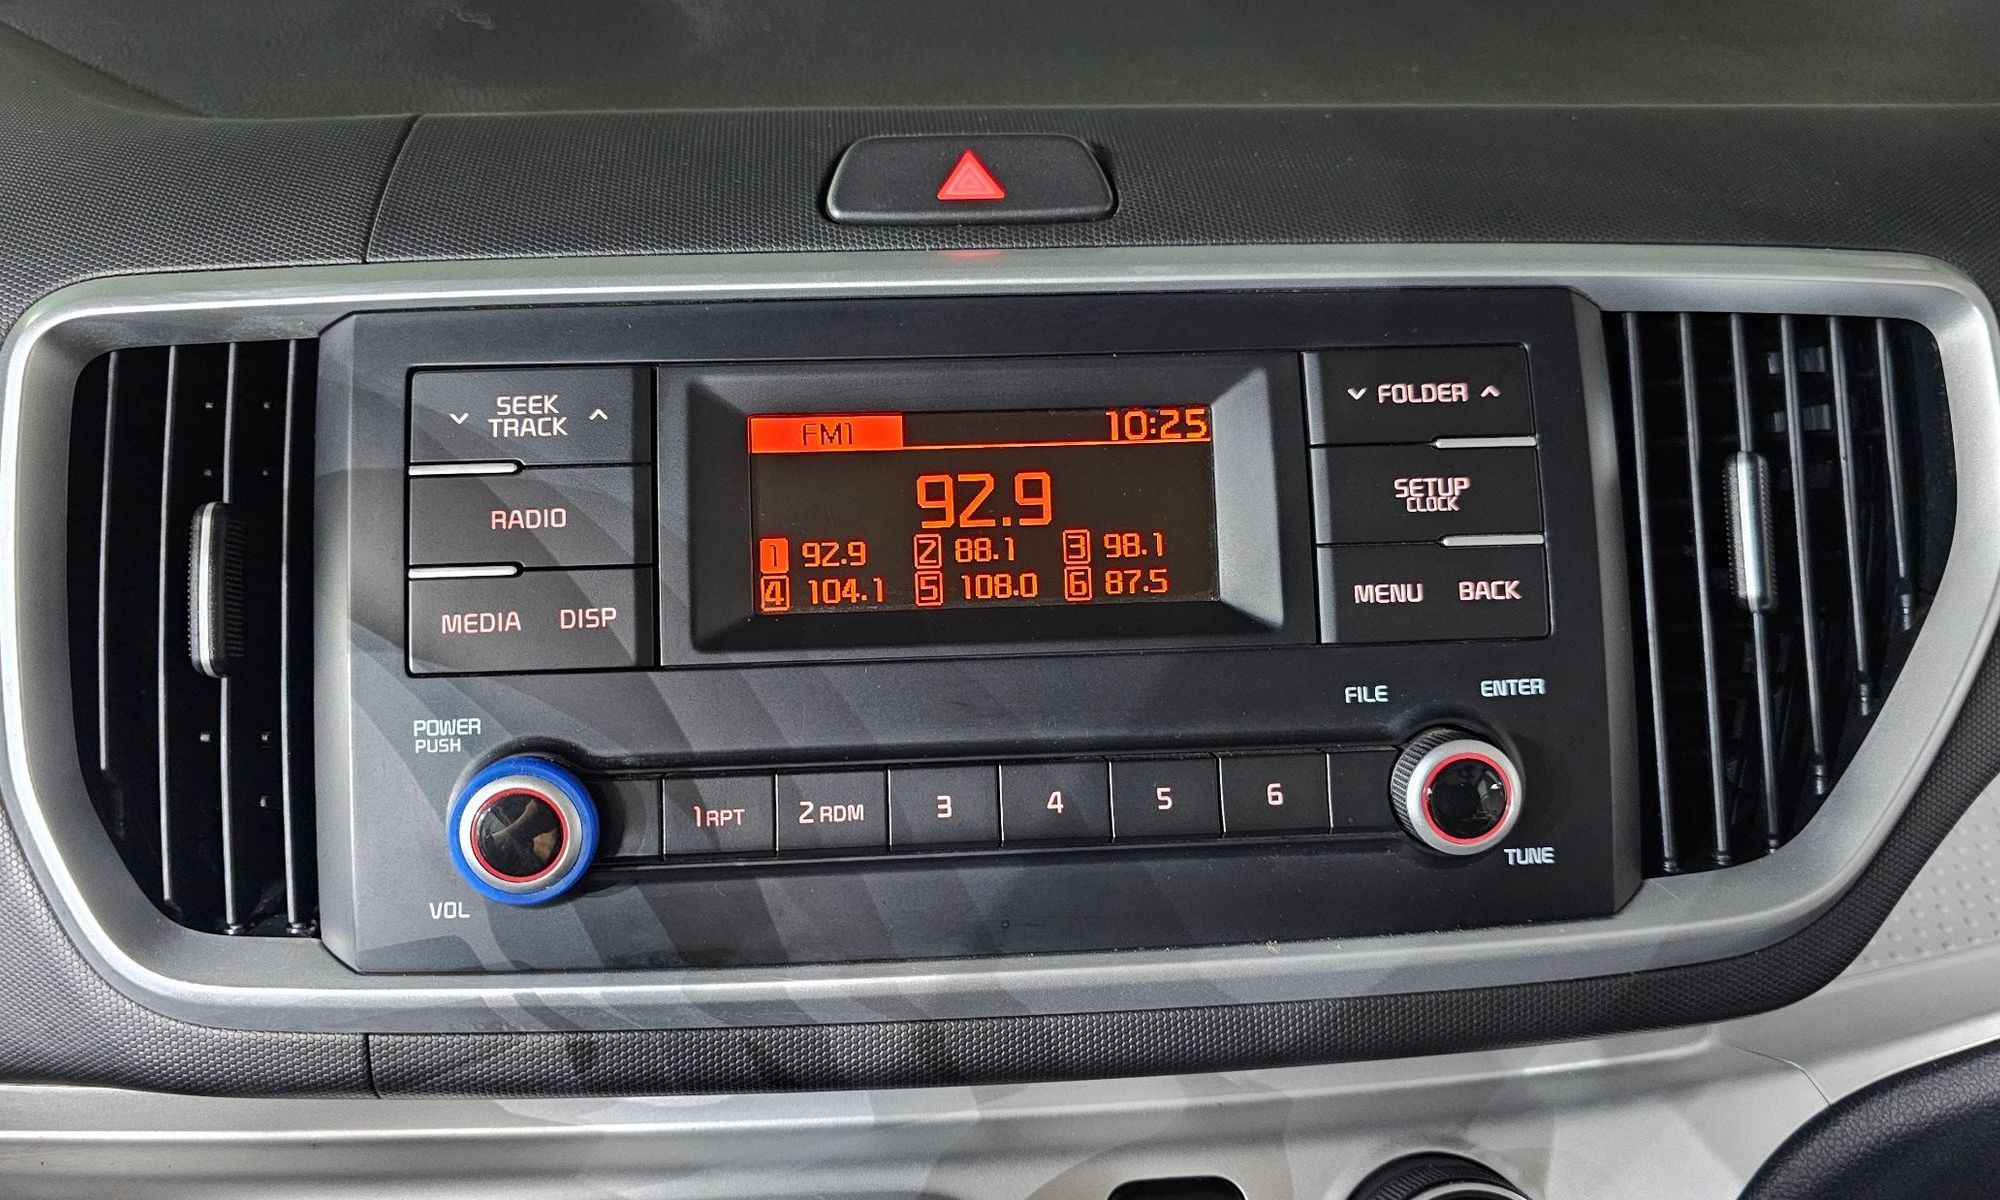 SEEK
TRACK
RADIO
MEDIA DISP
FM1 10:25
92.9
1 92.9 2 88.1 3 98.1
4 104.1 5 108.0 6 87.5
FOLDER
SETUP
CLOCK
MENU BACK
POWER
PUSH
VOL
1 RPT 2 RDM 3 4 5 6
FILE ENTER
TUNE